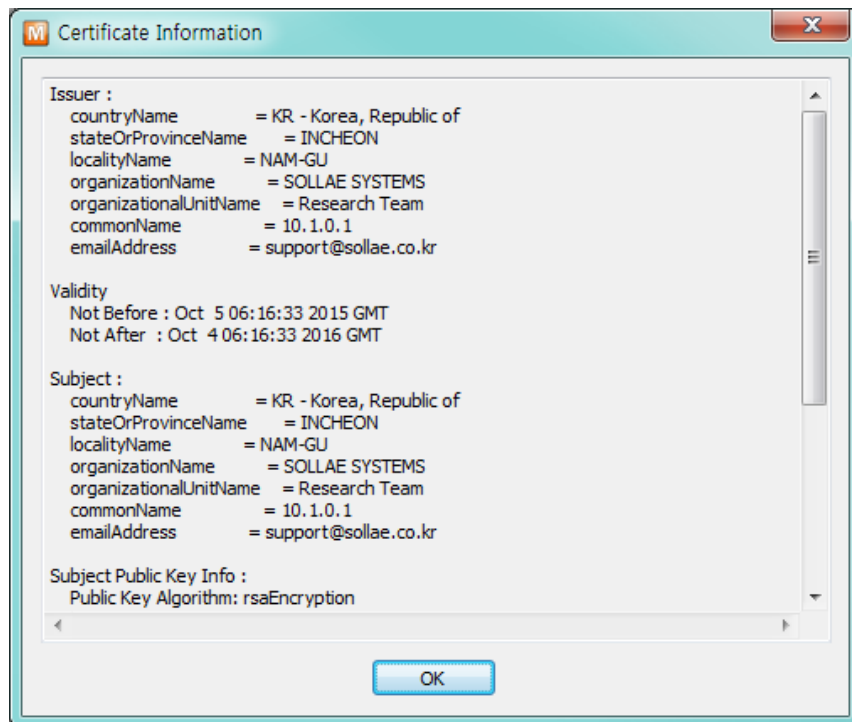 M Certificate Information
Issuer :
countryName = KR - Korea, Republic of
stateOrProvinceName = INCHEON
localityName = NAM-GU
organizationName = SOLLAE SYSTEMS
organizationalUnitName = Research Team
commonName = 10.1.0.1
emailAddress = support@sollae.co.kr
Validity
Not Before : Oct 5 06:16:33 2015 GMT
Not After : Oct 4 06:16:33 2016 GMT
Subject :
countryName = KR - Korea, Republic of
stateOrProvinceName = INCHEON
localityName = NAM-GU
organizationName = SOLLAE SYSTEMS
organizationalUnitName = Research Team
commonName = 10.1.0.1
emailAddress = support@sollae.co.kr
Subject Public Key Info :
Public Key Algorithm: rsaEncryption
OK